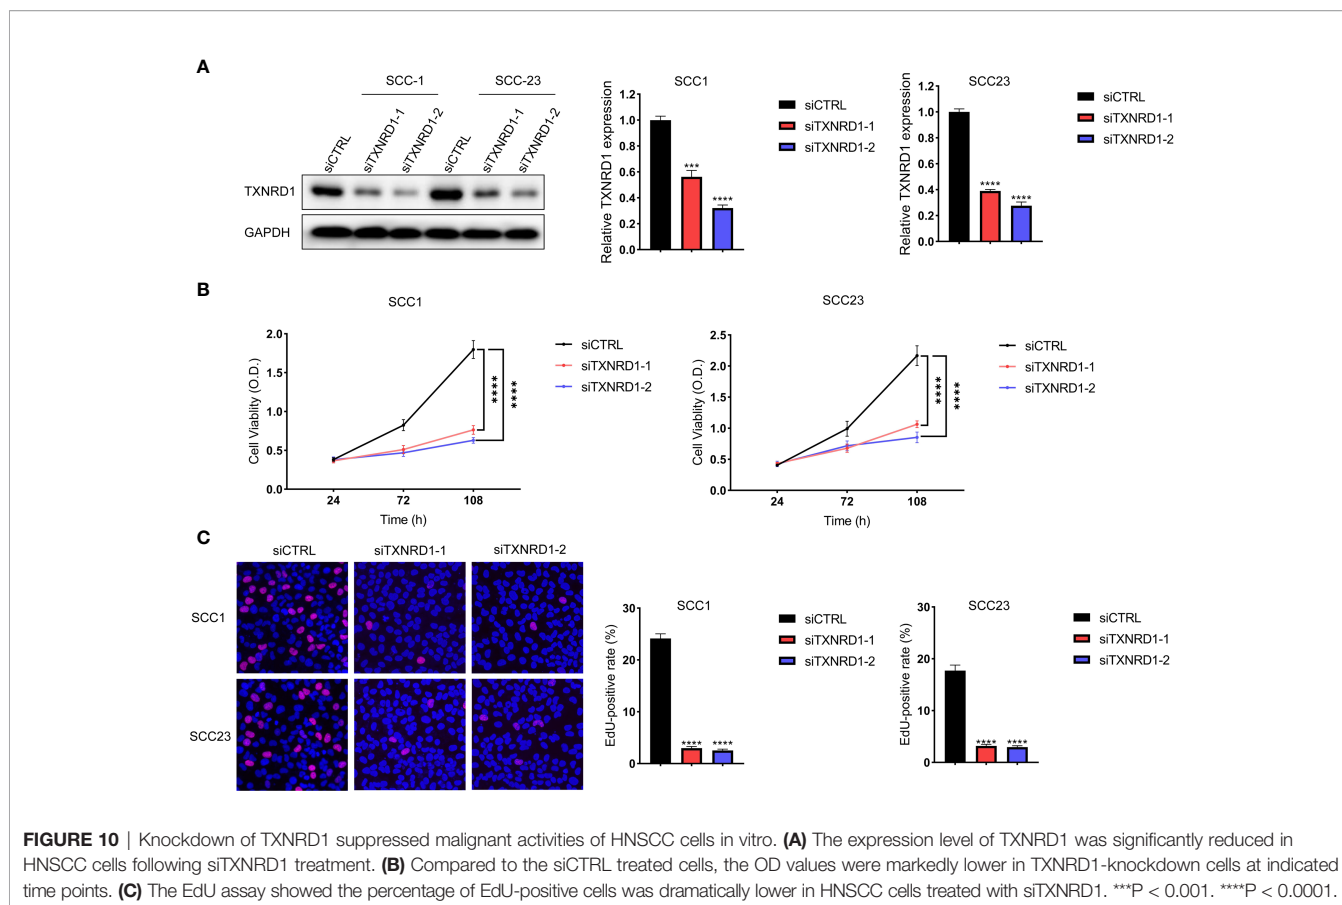 A
SCC-1
SCC-23
siCTRL
siTXNRD1-1
siTXNRD1-2
siCTRL
siTXNRD1-1
siTXNRD1-2
TXNRD1
GAPDH
SCC1
Relative TXNRD1 expression
1.2
1.0
0.8
0.6
0.4
0.2
0.0
***
****
siCTRL
siTXNRD1-1
siTXNRD1-2
SCC23
Relative TXNRD1 expression
1.2
1.0
0.8
0.6
0.4
0.2
0.0
****
****
siCTRL
siTXNRD1-1
siTXNRD1-2
B
SCC1
Cell Viablity (O.D.)
2.0
1.5
1.0
0.5
0.0
24
72
108
Time (h)
****
****
siCTRL
siTXNRD1-1
siTXNRD1-2
SCC23
Cell Viablity (O.D.)
2.5
2.0
1.5
1.0
0.5
0.0
24
72
108
Time (h)
****
****
siCTRL
siTXNRD1-1
siTXNRD1-2
C
siCTRL
siTXNRD1-1
siTXNRD1-2
SCC1
SCC23
SCC1
EdU-positive rate (%)
30
20
10
0
****
****
siCTRL
siTXNRD1-1
siTXNRD1-2
SCC23
EdU-positive rate (%)
30
20
10
0
****
****
siCTRL
siTXNRD1-1
siTXNRD1-2
FIGURE 10 | Knockdown of TXNRD1 suppressed malignant activities of HNSCC cells in vitro. (A) The expression level of TXNRD1 was significantly reduced in
HNSCC cells following siTXNRD1 treatment. (B) Compared to the siCTRL treated cells, the OD values were markedly lower in TXNRD1-knockdown cells at indicated
time points. (C) The EdU assay showed the percentage of EdU-positive cells was dramatically lower in HNSCC cells treated with siTXNRD1. ***P < 0.001. ****P < 0.0001.